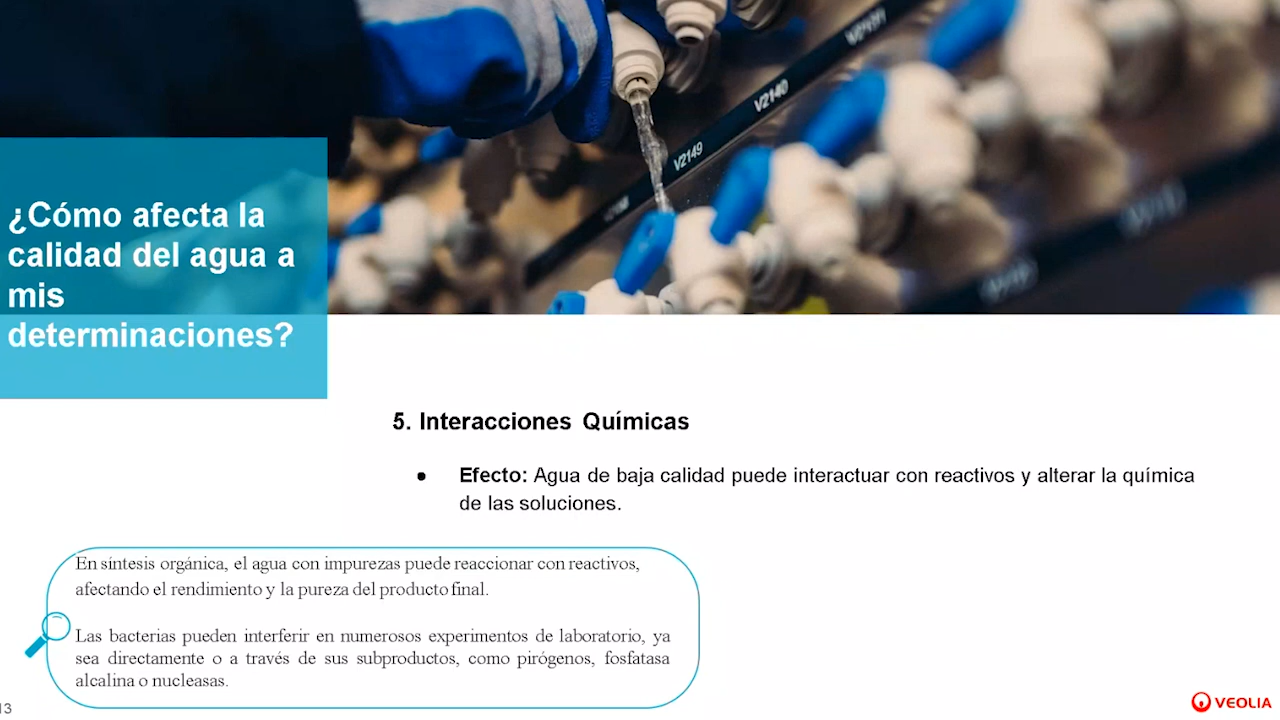 V2140
V2149
¿Cómo afecta la
calidad del agua a
mis
determinaciones?
5. Interacciones Químicas
● Efecto: Agua de baja calidad puede interactuar con reactivos y alterar la química
de las soluciones.
En síntesis orgánica, el agua con impurezas puede reaccionar con reactivos,
afectando el rendimiento y la pureza del producto final.
Las bacterias pueden interferir en numerosos experimentos de laboratorio, ya
sea directamente o a través de sus subproductos, como pirógenos, fosfatasa
alcalina o nucleasas.
13
VEOLIA